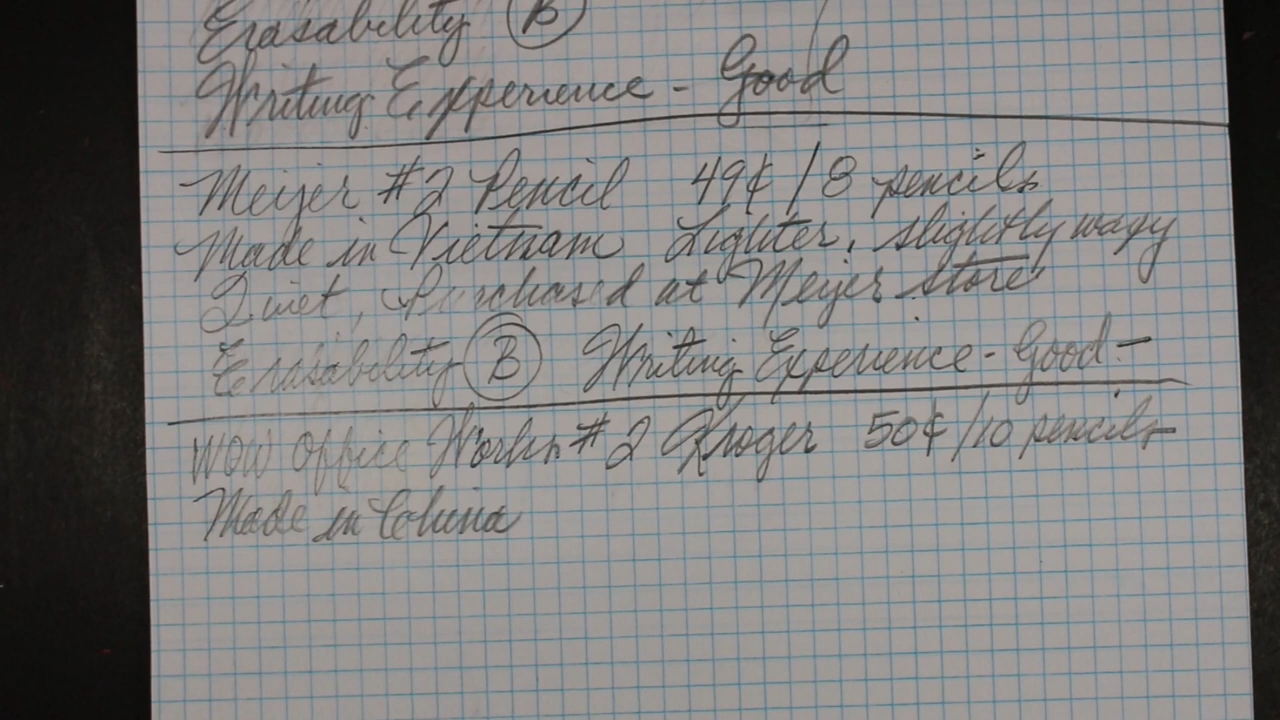 Erasability B
Writing Experience - Good
Meijer #2 Pencil 49¢ / 8 pencils
Made in Vietnam Lighter, slightly waxy
Quiet, Purchased at Meijer store
Erasability B Writing Experience - Good -
WOW Office Works #2 Kroger 50¢/10 pencils
Made in China